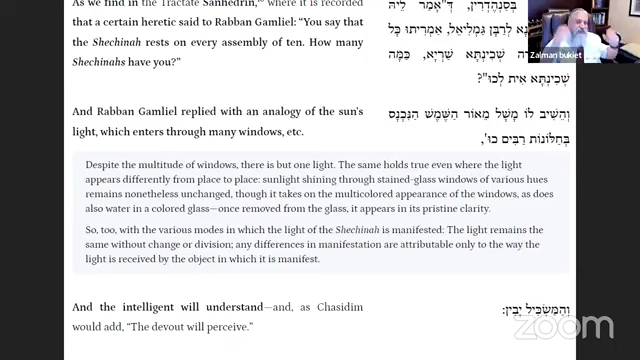 As we find in the Tractate Sanhedrin, where it is recorded
that a certain heretic said to Rabban Gamliel: “You say that
the Shechinah rests on every assembly of ten. How many
Shechinahs have you?”
בְּסַנְהֶדְרִין, דְּ"אָמַר לֵיהּ
לְרַבָּן גַּמְלִיאֵל, אָמְרִיתוּ כָּל
שְׁכִינְתָּא שַׁרְיָא, כַּמָּה
שְׁכִינְתָּא אִית לְכוּ"?
Zalman bukiet
And Rabban Gamliel replied with an analogy of the sun’s
light, which enters through many windows, etc.
וְהֵשִׁיב לוֹ מָשָׁל מֵאוֹר הַשֶּׁמֶשׁ הַנִּכְנָס
בְּחַלּוֹנוֹת רַבִּים כוּ',
Despite the multitude of windows, there is but one light. The same holds true even where the light
appears differently from place to place: sunlight shining through stained-glass windows of various hues
remains nonetheless unchanged, though it takes on the multicolored appearance of the windows, as does
also water in a colored glass—once removed from the glass, it appears in its pristine clarity.
So, too, with the various modes in which the light of the Shechinah is manifested: The light remains the
same without change or division; any differences in manifestation are attributable only to the way the
light is received by the object in which it is manifest.
And the intelligent will understand—and, as Chasidim
would add, “The devout will perceive.”
וְהַמַּשְׂכִּיל יָבִין:
zoom